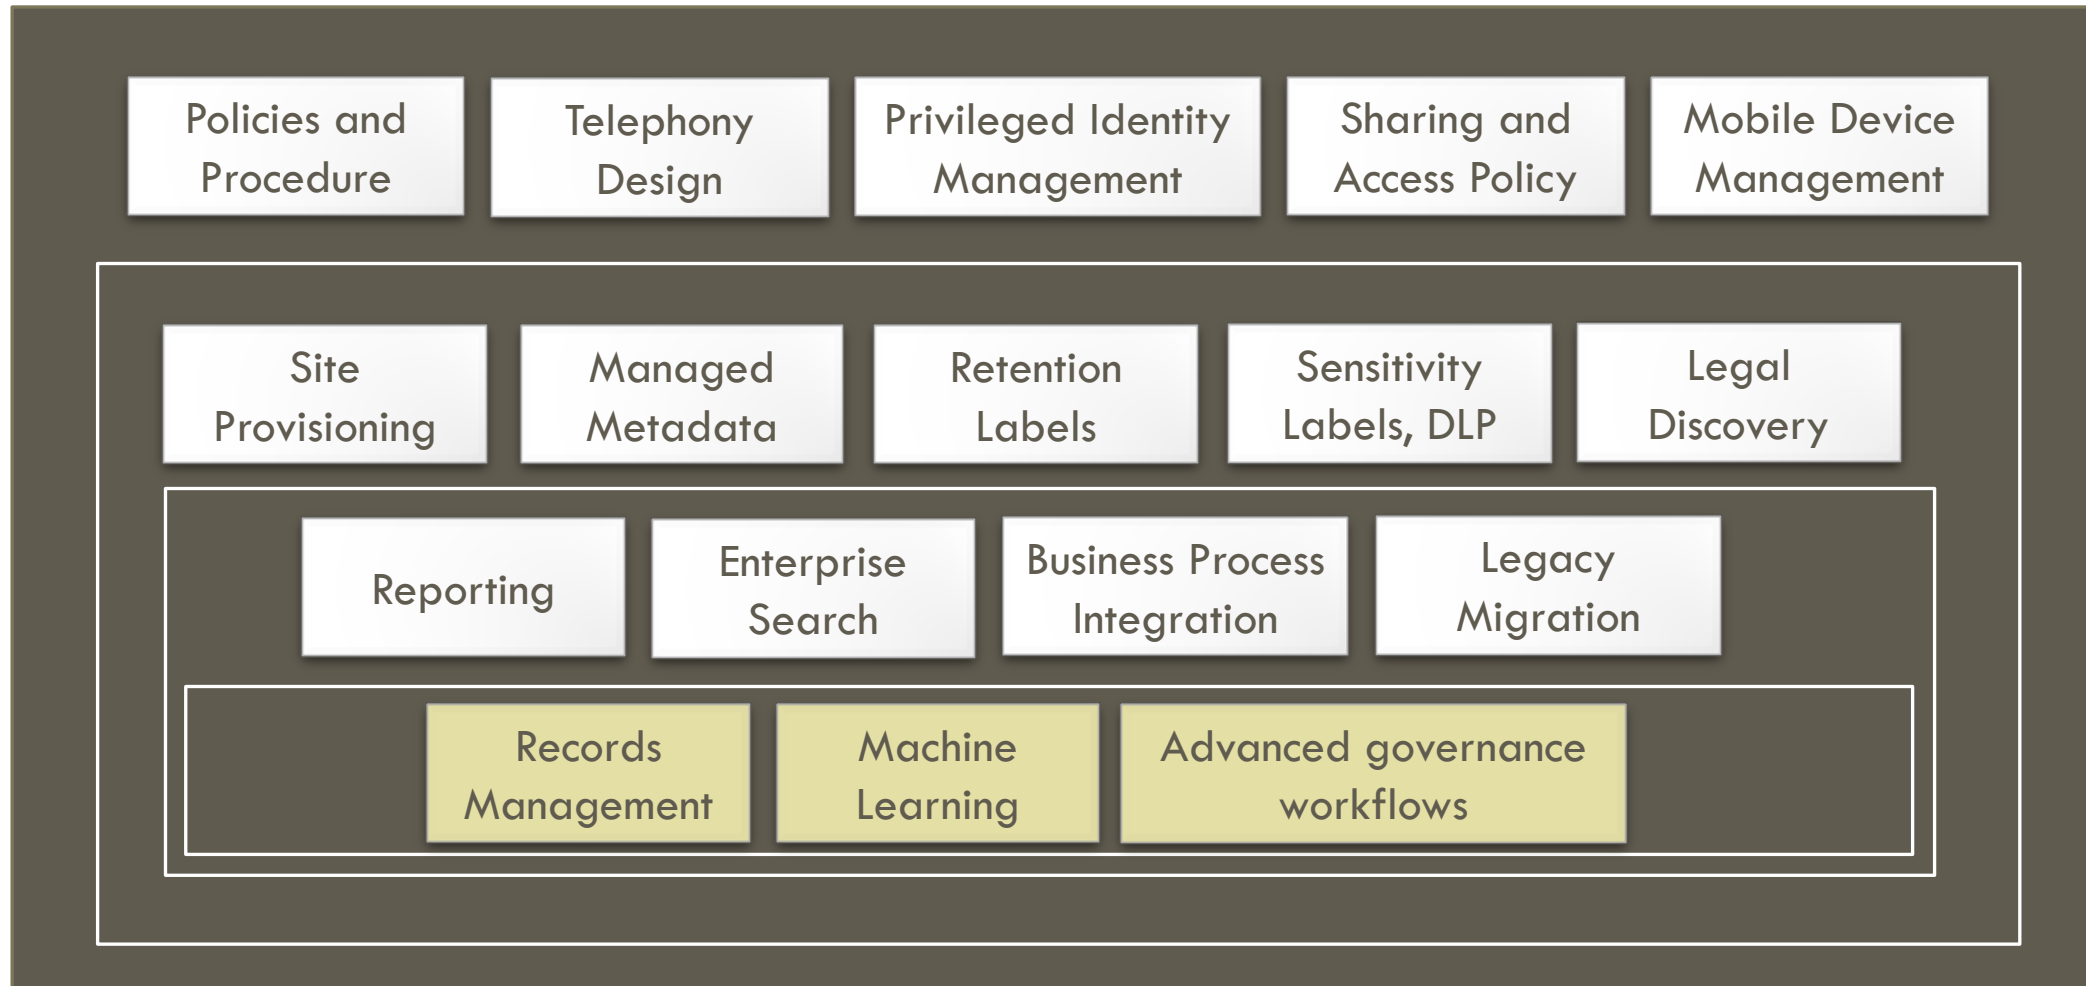 Policies and
Procedure
Telephony
Design
Privileged Identity
Management
Sharing and
Access Policy
Mobile Device
Management
Site
Provisioning
Managed
Metadata
Retention
Labels
Sensitivity
Labels, DLP
Legal
Discovery
Reporting
Enterprise
Search
Business Process
Integration
Legacy
Migration
Records
Management
Machine
Learning
Advanced governance
workflows